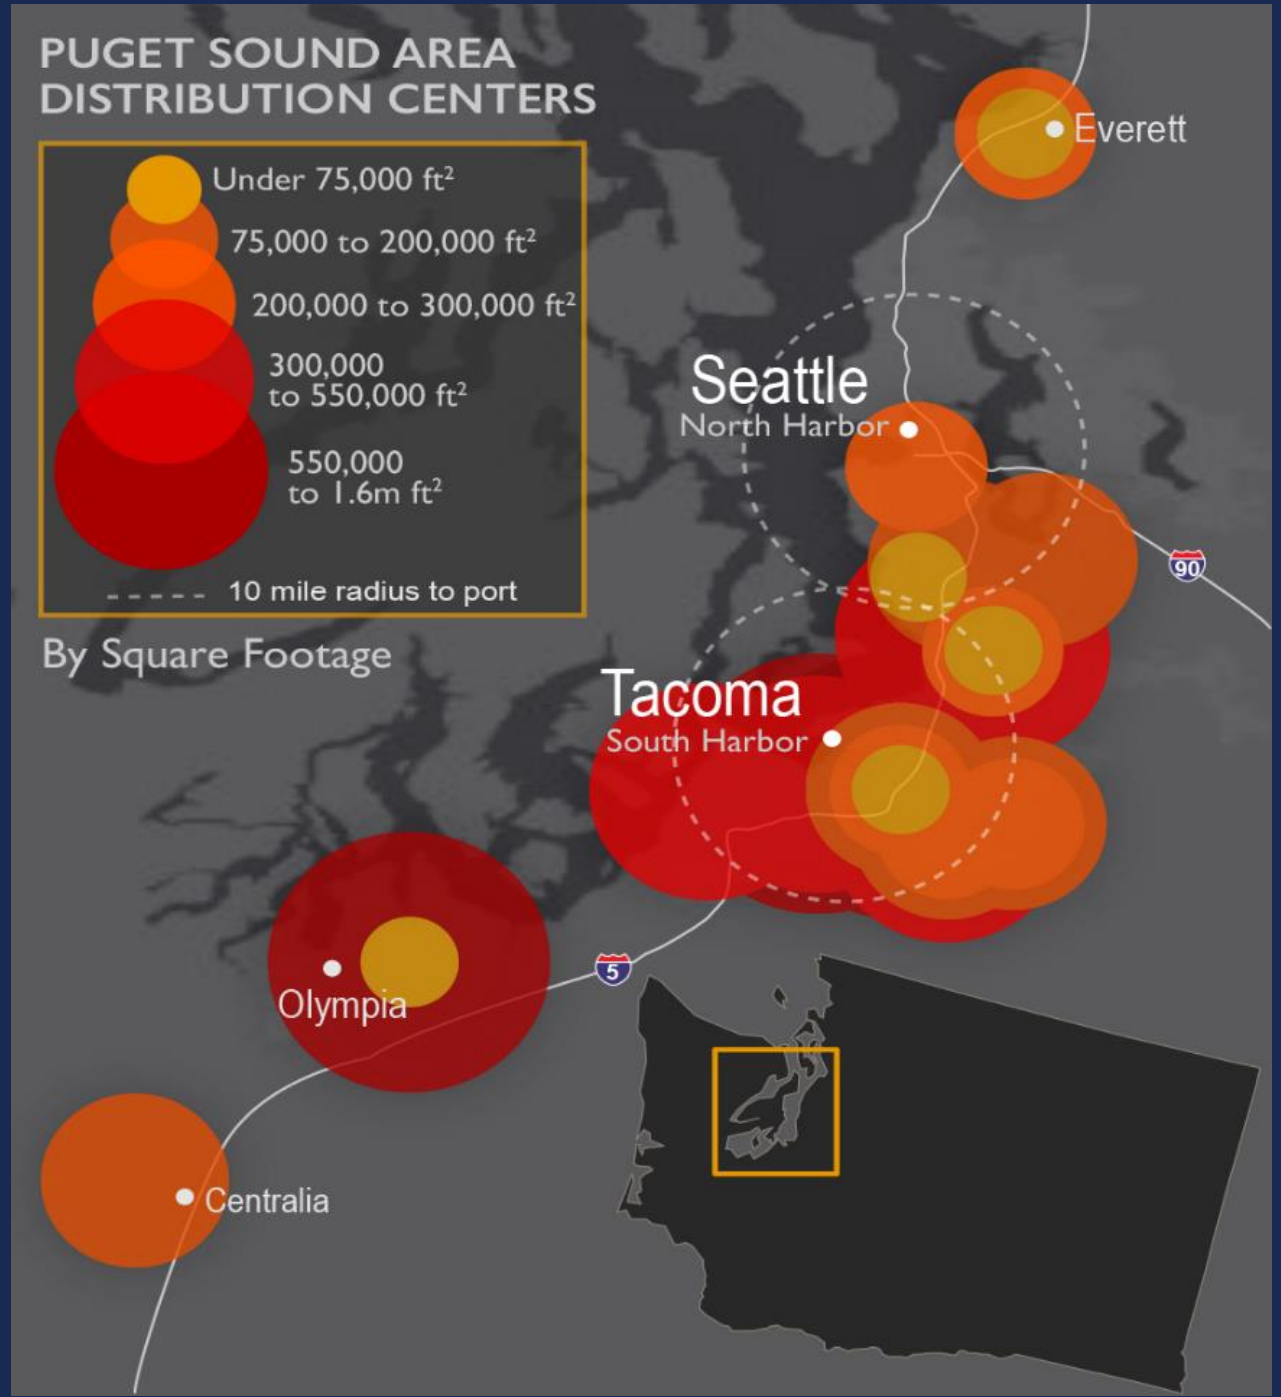 PUGET SOUND AREA
DISTRIBUTION CENTERS
Under 75,000 ft²
75,000 to 200,000 ft²
200,000 to 300,000 ft²
300,000
to 550,000 ft²
550,000
to 1.6m ft²
10 mile radius to port
By Square Footage
Everett
Seattle
North Harbor
90
Tacoma
South Harbor
5
Olympia
Centralia